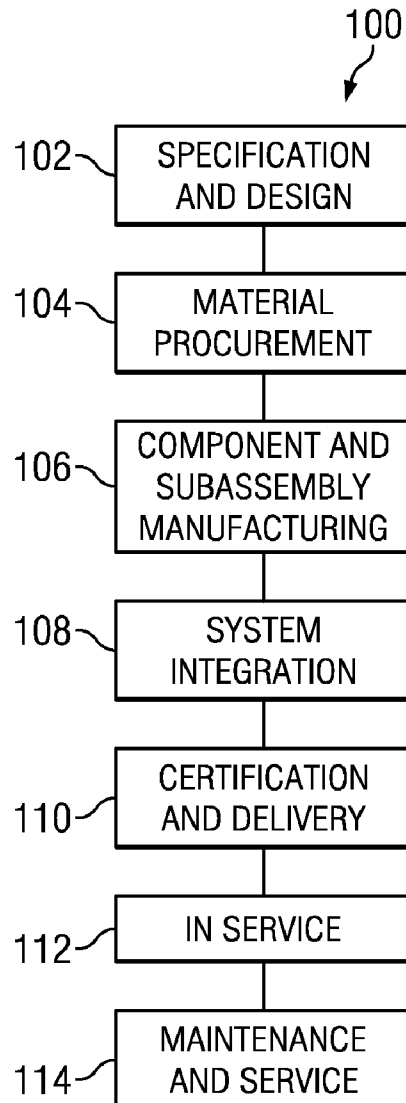 100
102
SPECIFICATION
AND DESIGN
104
MATERIAL
PROCUREMENT
106
COMPONENT AND
SUBASSEMBLY
MANUFACTURING
108
SYSTEM
INTEGRATION
110
CERTIFICATION
AND DELIVERY
112
IN SERVICE
114
MAINTENANCE
AND SERVICE